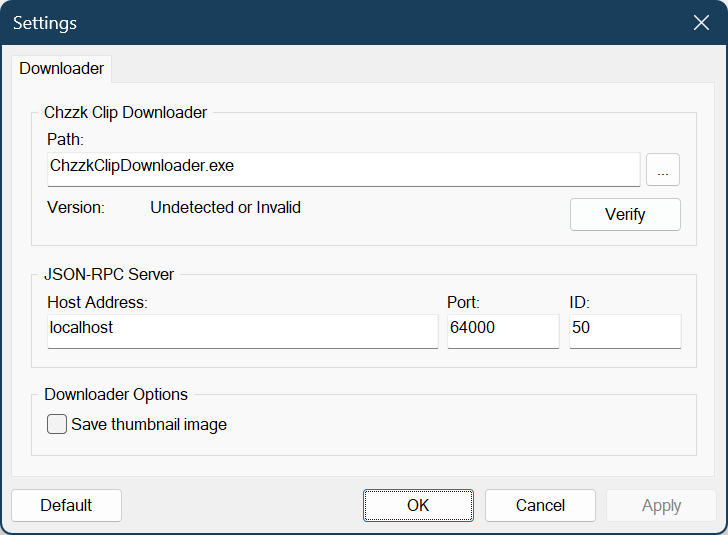 Settings
Downloader
Chzzk Clip Downloader
Path:
ChzzkClipDownloader.exe
...
Version: Undetected or Invalid
Verify
JSON-RPC Server
Host Address: Port: ID:
localhost 64000 50
Downloader Options
Save thumbnail image
Default OK Cancel Apply